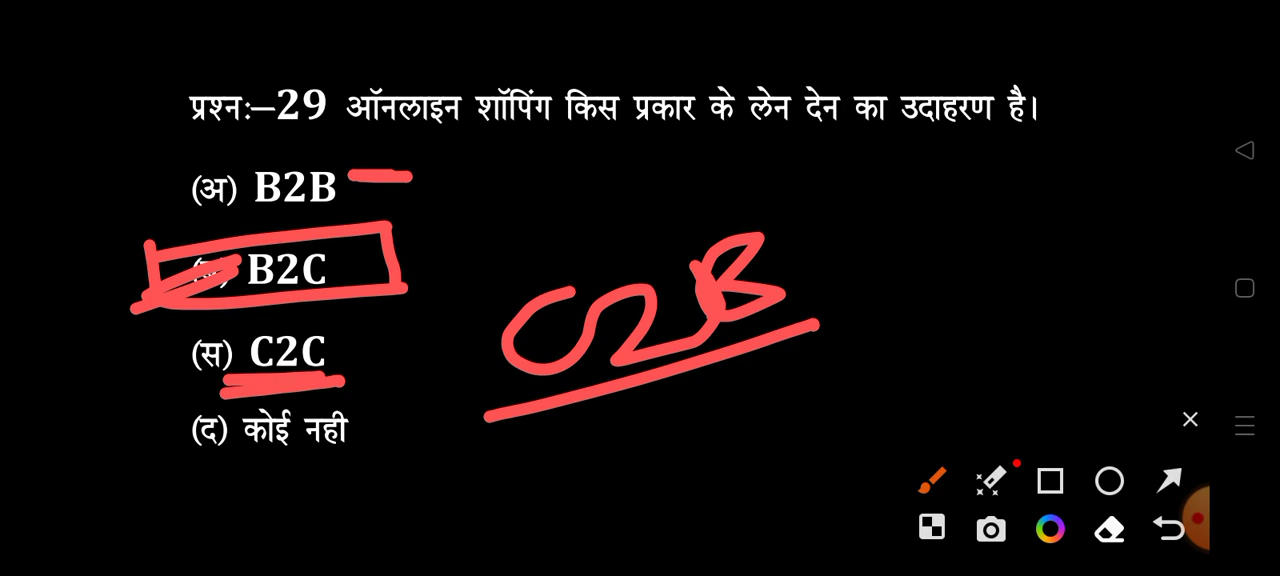 प्रश्नः–29 ऑनलाइन शॉपिंग किस प्रकार के लेन देन का उदाहरण है।
(अ) B2B
B2C
C2B
(स) C2C
(द) कोई नही